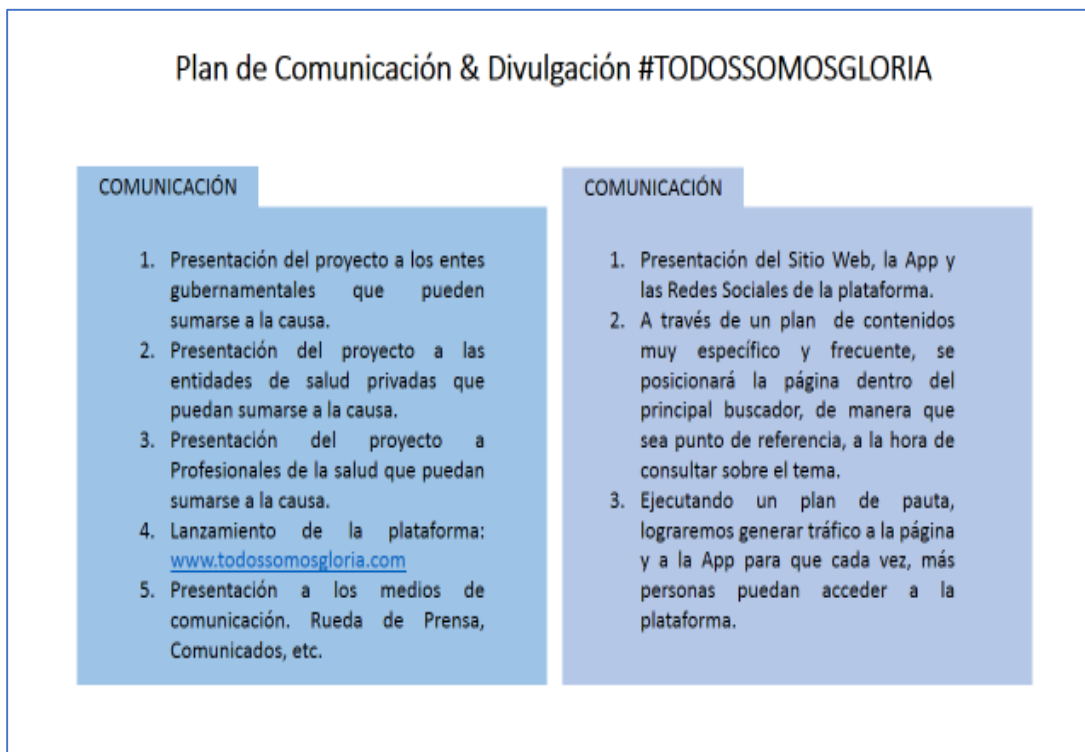 Plan de Comunicación & Divulgación #TODOSSOMOSGLORIA
COMUNICACIÓN
1. Presentación del proyecto a los entes
gubernamentales que pueden
sumarse a la causa.
2. Presentación del proyecto a las
entidades de salud privadas que
puedan sumarse a la causa.
3. Presentación del proyecto a
Profesionales de la salud que puedan
sumarse a la causa.
4. Lanzamiento de la plataforma:
www.todossomosgloria.com
5. Presentación a los medios de
comunicación. Rueda de Prensa,
Comunicados, etc.
COMUNICACIÓN
1. Presentación del Sitio Web, la App y
las Redes Sociales de la plataforma.
2. A través de un plan de contenidos
muy específico y frecuente, se
posicionará la página dentro del
principal buscador, de manera que
sea punto de referencia, a la hora de
consultar sobre el tema.
3. Ejecutando un plan de pauta,
lograremos generar tráfico a la página
y a la App para que cada vez, más
personas puedan acceder a la
plataforma.